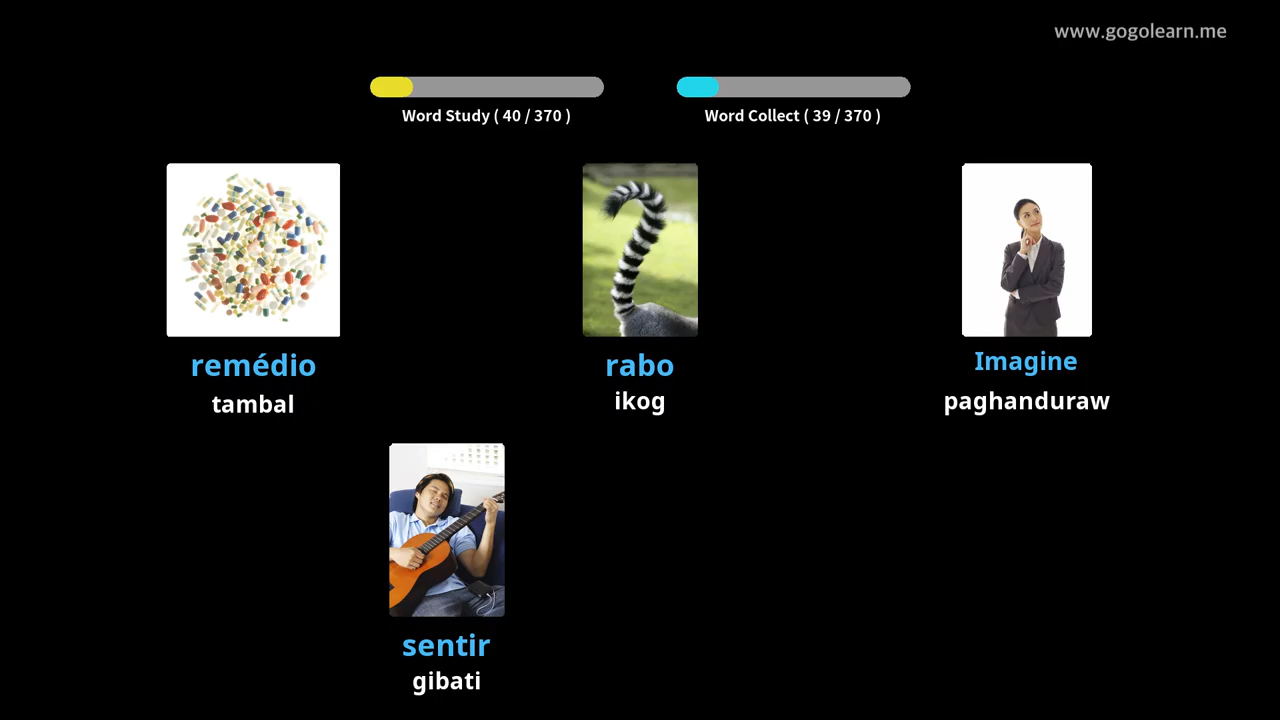 www.gogolearn.me
Word Study ( 40 / 370 )
Word Collect ( 39 / 370 )
remédio
tambal
rabo
ikog
Imagine
paghanduraw
sentir
gibati